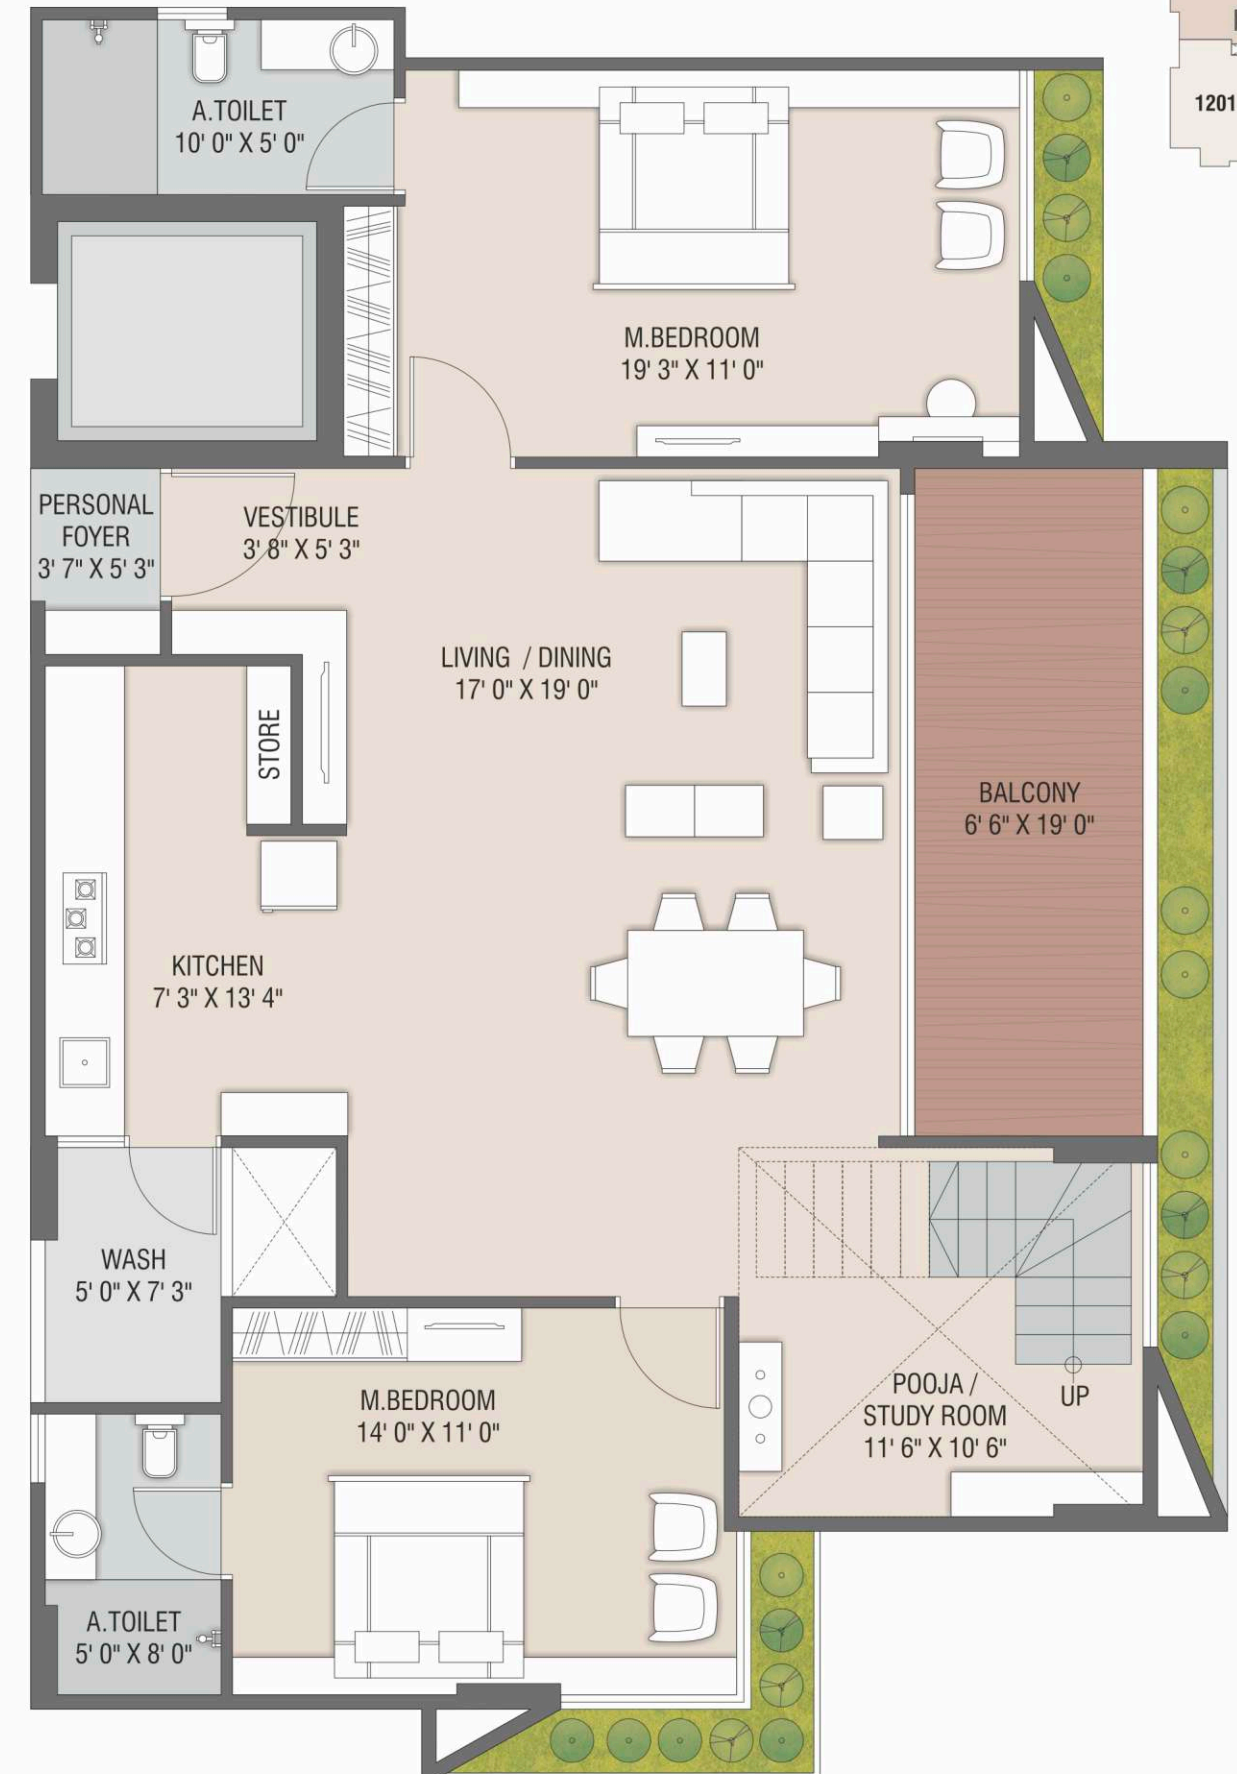 1201
A.TOILET
10' 0" X 5' 0"
M.BEDROOM
19' 3" X 11' 0"
PERSONAL
FOYER
3' 7" X 5' 3"
VESTIBULE
3' 8" X 5' 3"
LIVING / DINING
17' 0" X 19' 0"
STORE
BALCONY
6' 6" X 19' 0"
KITCHEN
7' 3" X 13' 4"
WASH
5' 0" X 7' 3"
M.BEDROOM
14' 0" X 11' 0"
POOJA /
STUDY ROOM
11' 6" X 10' 6"
UP
A.TOILET
5' 0" X 8' 0"